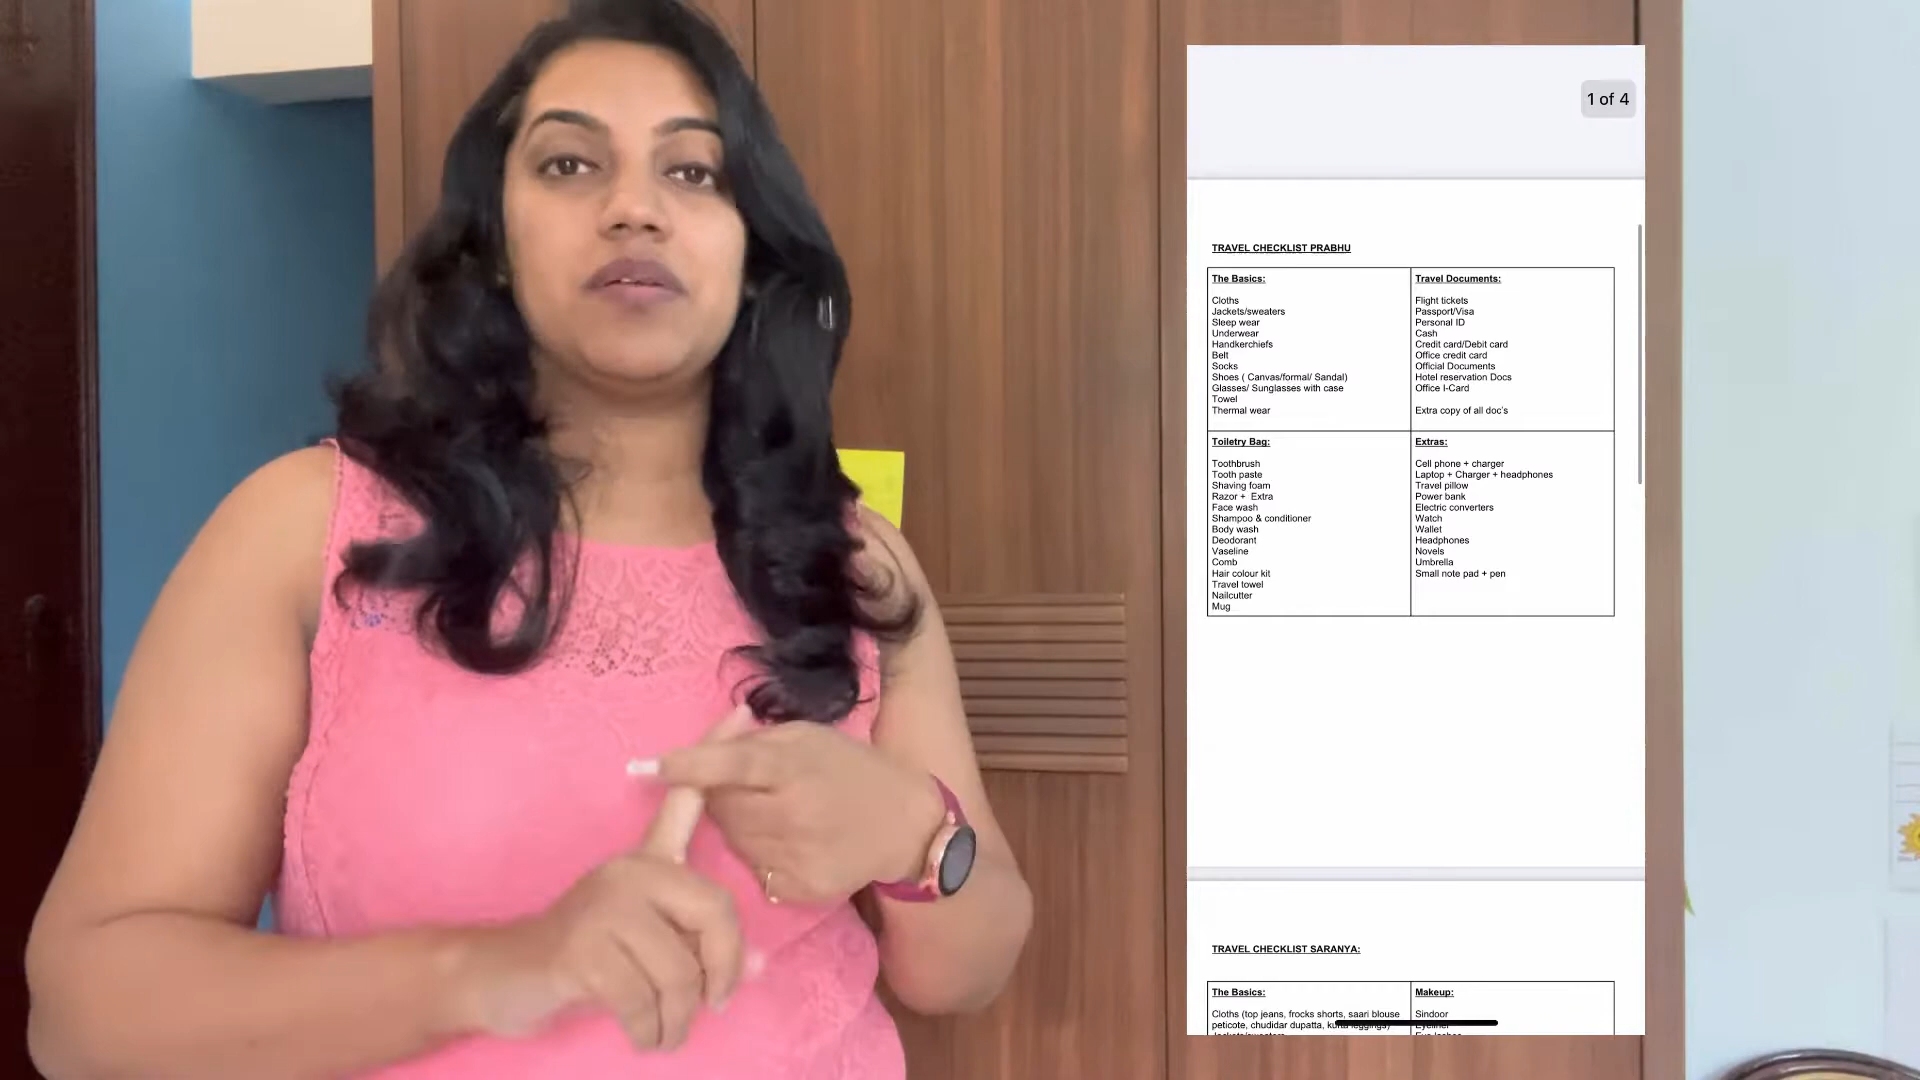 1 of 4
TRAVEL CHECKLIST PRABHU
The Basics:
Cloths
Jackets/sweaters
Sleep wear
Underwear
Handkerchiefs
Belt
Socks
Shoes ( Canvas/formal/ Sandal)
Glasses/ Sunglasses with case
Towel
Thermal wear
Travel Documents:
Flight tickets
Passport/Visa
Personal ID
Cash
Credit card/Debit card
Office credit card
Official Documents
Hotel reservation Docs
Office I-Card
Extra copy of all doc's
Toiletry Bag:
Toothbrush
Tooth paste
Shaving foam
Razor + Extra
Face wash
Shampoo & conditioner
Body wash
Deodorant
Vaseline
Comb
Hair colour kit
Travel towel
Nailcutter
Mug
Extras:
Cell phone + charger
Laptop + Charger + headphones
Travel pillow
Power bank
Electric converters
Watch
Wallet
Headphones
Novels
Umbrella
Small note pad + pen
TRAVEL CHECKLIST SARANYA:
The Basics:
Cloths (top jeans, frocks shorts, saari blouse
peticote, chudidar dupatta, kurta leggings)
Makeup:
Sindoor
Eyeliner